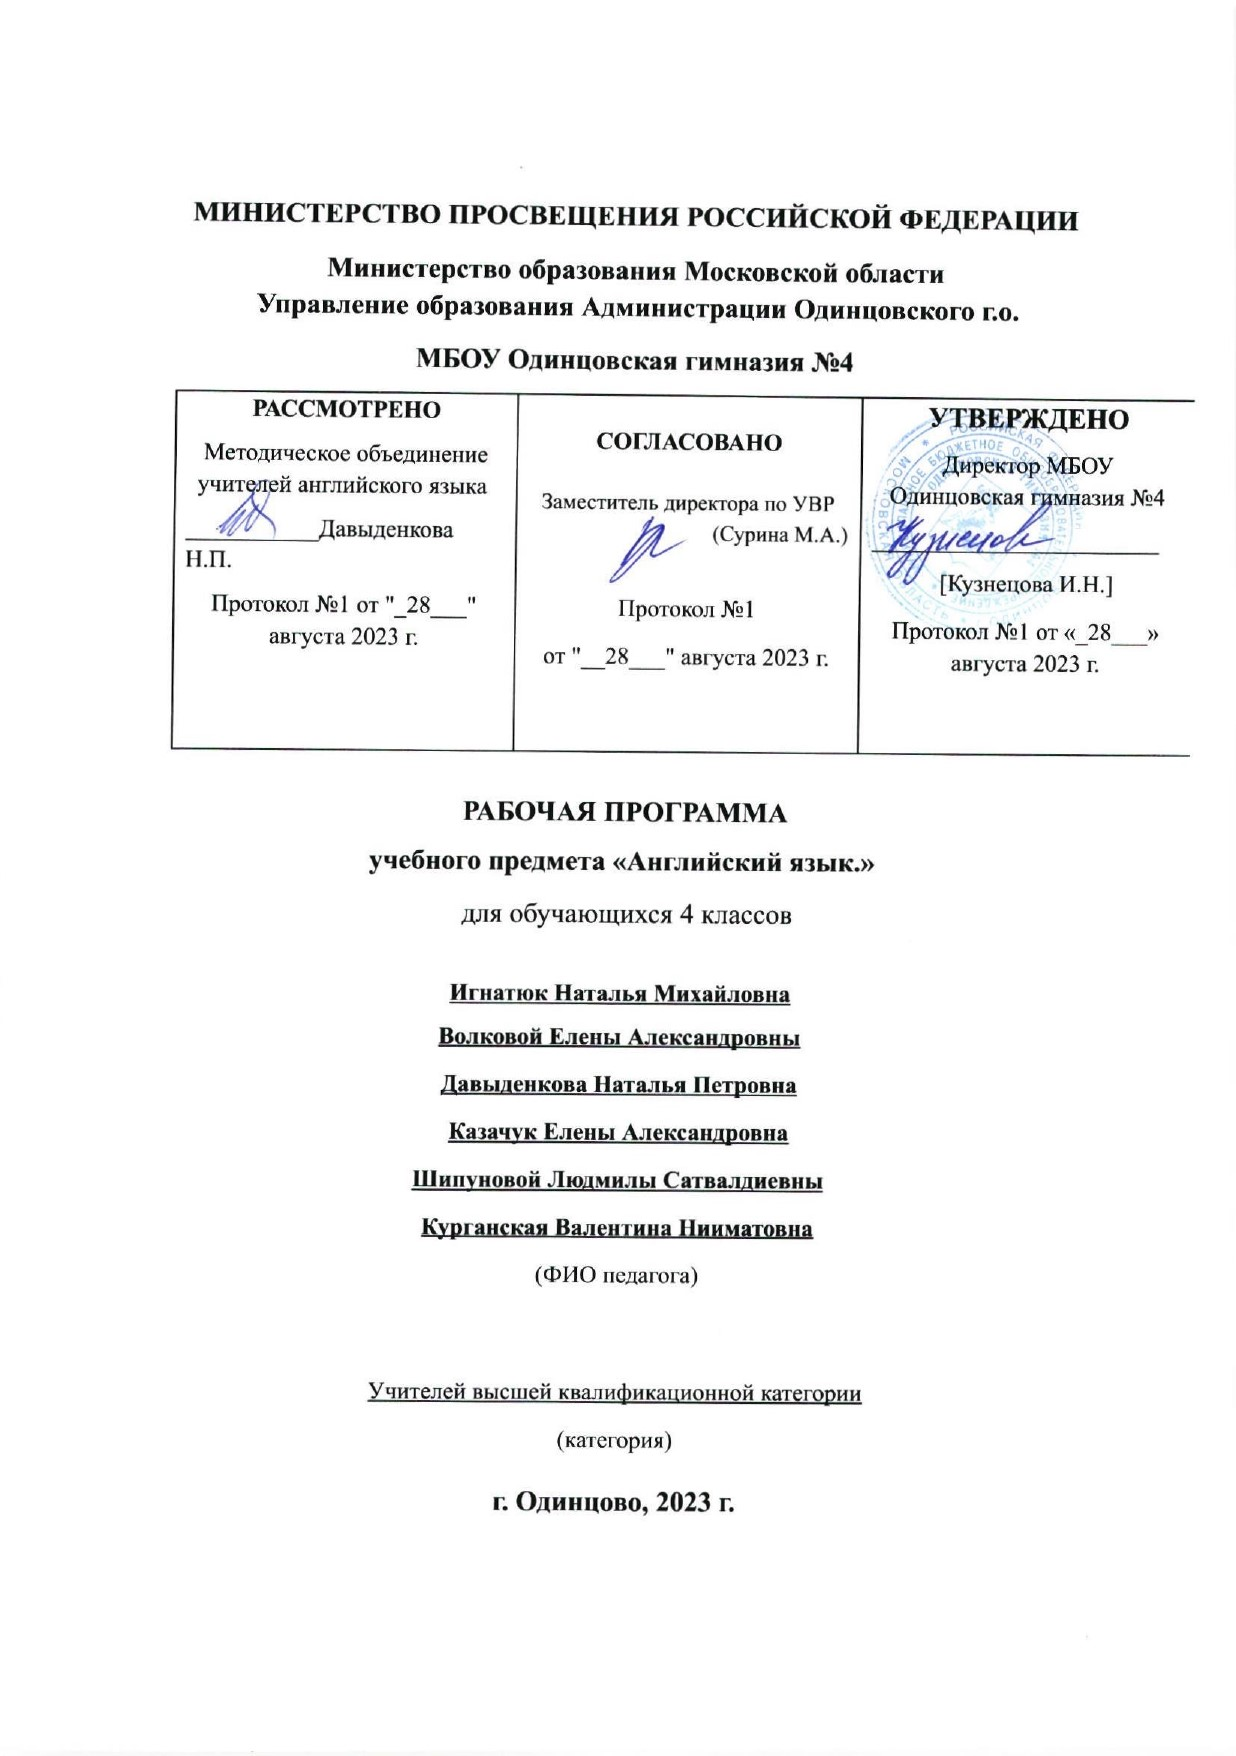 МИНИСТЕРСТВО ПРОСВЕЩЕНИЯ РОССИЙСКОЙ ФЕДЕРАЦИИ
Министерство образования Московской области
Управление образования Администрации Одинцовского г.о.
МБОУ Одинцовская гимназия №4
РАССМОТРЕНО
Методическое объединение
учителей английского языка
___________Давыденкова
Н.П.
Протокол №1 от "_28___"
августа 2023 г.
СОГЛАСОВАНО
Заместитель директора по УВР
(Сурина М.А.)
Протокол №1
от "__28___" августа 2023 г.
УТВЕРЖДЕНО
Директор МБОУ
Одинцовская гимназия №4
[Кузнецова И.Н.]
Протокол №1 от «_28___»
августа 2023 г.
РАБОЧАЯ ПРОГРАММА
учебного предмета «Английский язык.»
для обучающихся 4 классов
Игнатюк Наталья Михайловна
Волковой Елены Александровны
Давыденкова Наталья Петровна
Казачук Елены Александровна
Шипуновой Людмилы Сатвалдиевны
Курганская Валентина Нииматовна
(ФИО педагога)
Учителей высшей квалификационной категории
(категория)
г. Одинцово, 2023 г.